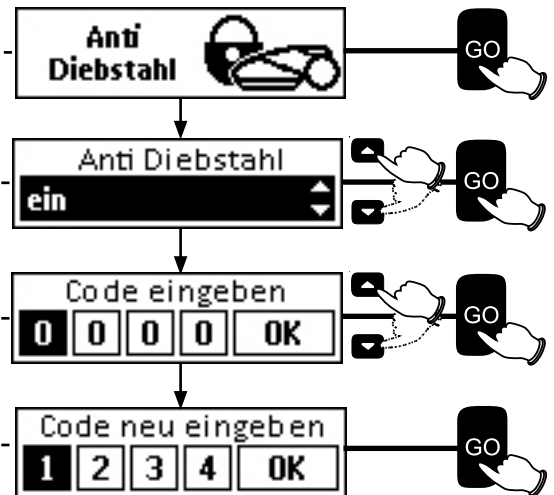 Anti
Diebstahl
GO
Anti Diebstahl
ein
GO
Code eingeben
0 0 0 0 OK
GO
Code neu eingeben
1 2 3 4 OK
GO